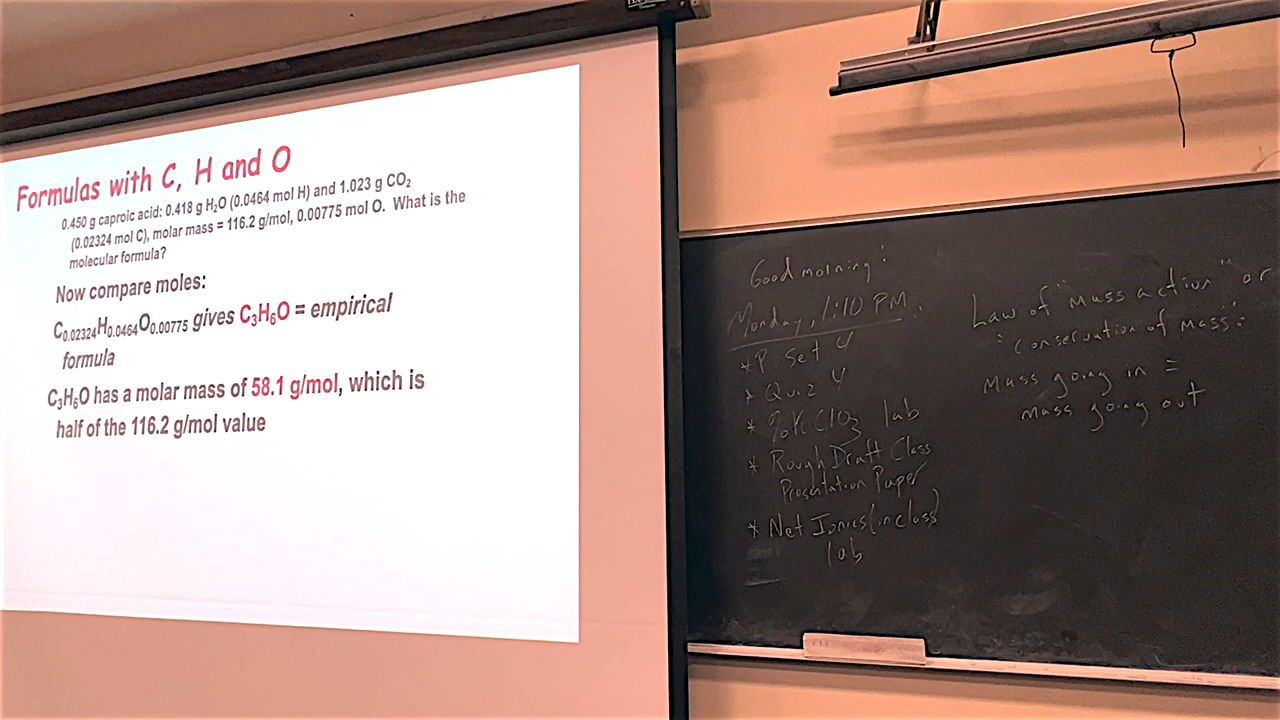 Formulas with C, H and O
0.450 g caproic acid: 0.418 g H₂O (0.0464 mol H) and 1.023 g CO₂
(0.02324 mol C), molar mass = 116.2 g/mol, 0.00775 mol O. What is the
molecular formula?
Now compare moles:
C₀.₀₂₃₂₄H₀.₀₄₆₄O₀.₀₀₇₇₅ gives C₃H₆O = empirical
formula
C₃H₆O has a molar mass of 58.1 g/mol, which is
half of the 116.2 g/mol value
Good morning:
Monday, 1:10 PM:
* P. Set 4
* Quiz 4
* % KClO₃ lab
* Rough Draft Class
Presentation Paper
* Net Ionics (in class)
lab
Law of "mass action" or
"conservation of mass":
Mass going in =
mass going out